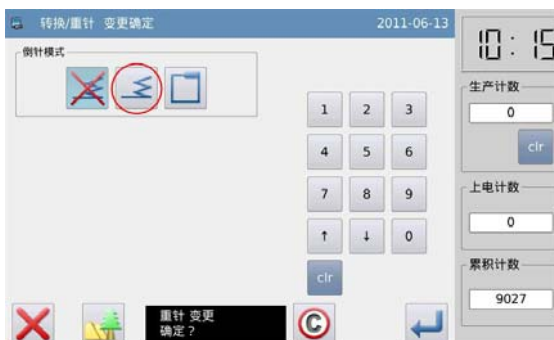 转换/重针 变更确定
2011-06-13
倒针模式
1 2 3
4 5 6
7 8 9
↑ ↓ 0
clr
重针 变更
确定？
©
10:15
生产计数
0
clr
上电计数
0
累积计数
9027